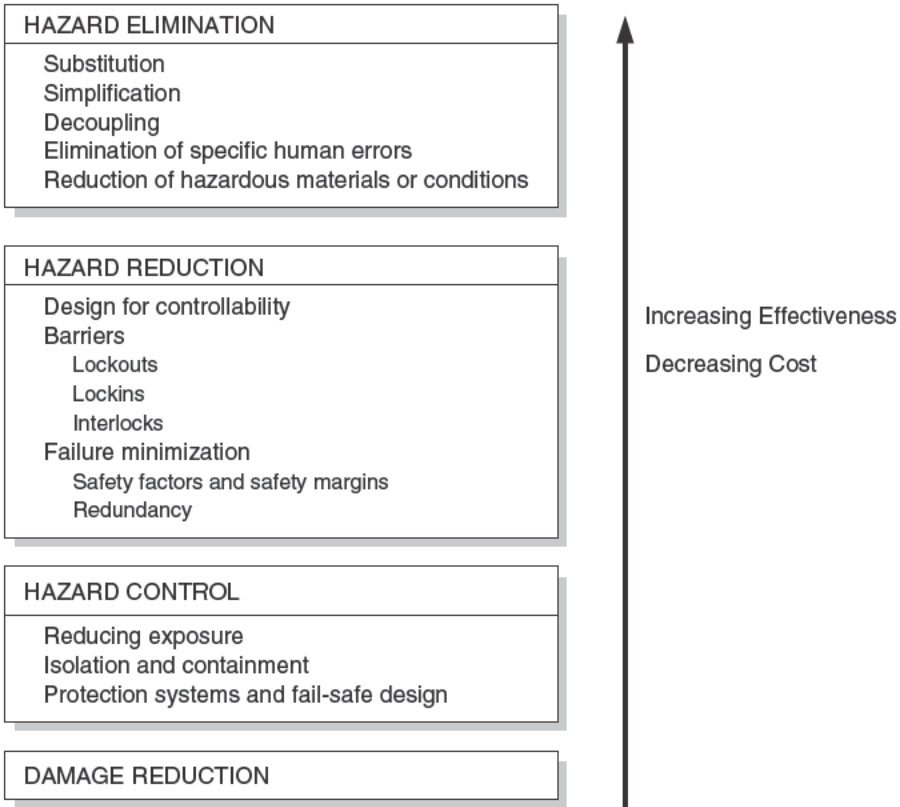 HAZARD ELIMINATION
Substitution
Simplification
Decoupling
Elimination of specific human errors
Reduction of hazardous materials or conditions
HAZARD REDUCTION
Design for controllability
Barriers
Lockouts
Lockins
Interlocks
Failure minimization
Safety factors and safety margins
Redundancy
HAZARD CONTROL
Reducing exposure
Isolation and containment
Protection systems and fail-safe design
DAMAGE REDUCTION
Increasing Effectiveness
Decreasing Cost